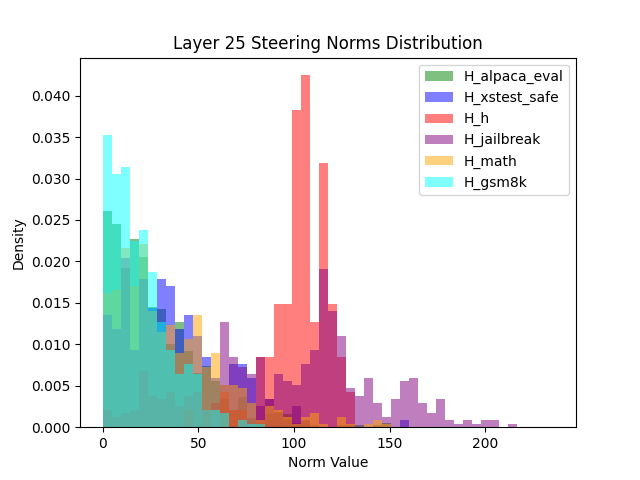 Layer 25 Steering Norms Distribution
H_alpaca_eval
H_xstest_safe
H_h
H_jailbreak
H_math
H_gsm8k
Density
0.040
0.035
0.030
0.025
0.020
0.015
0.010
0.005
0.000
0
50
100
150
200
Norm Value